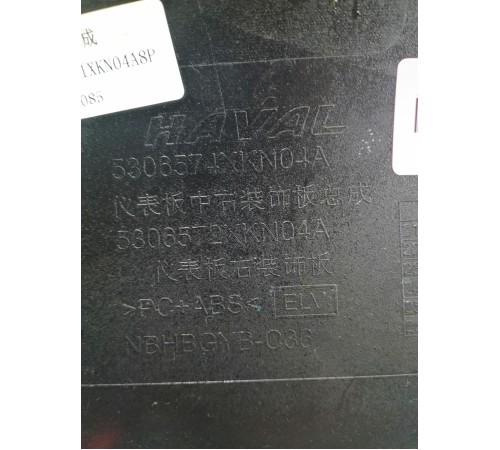 成
1XKN04A8P
085
HAVAL
5306574XKN04A
仪表板中右装饰板总成
5306572XKN04A
仪表板右装饰板
>PC+ABS< ELV
NBHBGYB-036